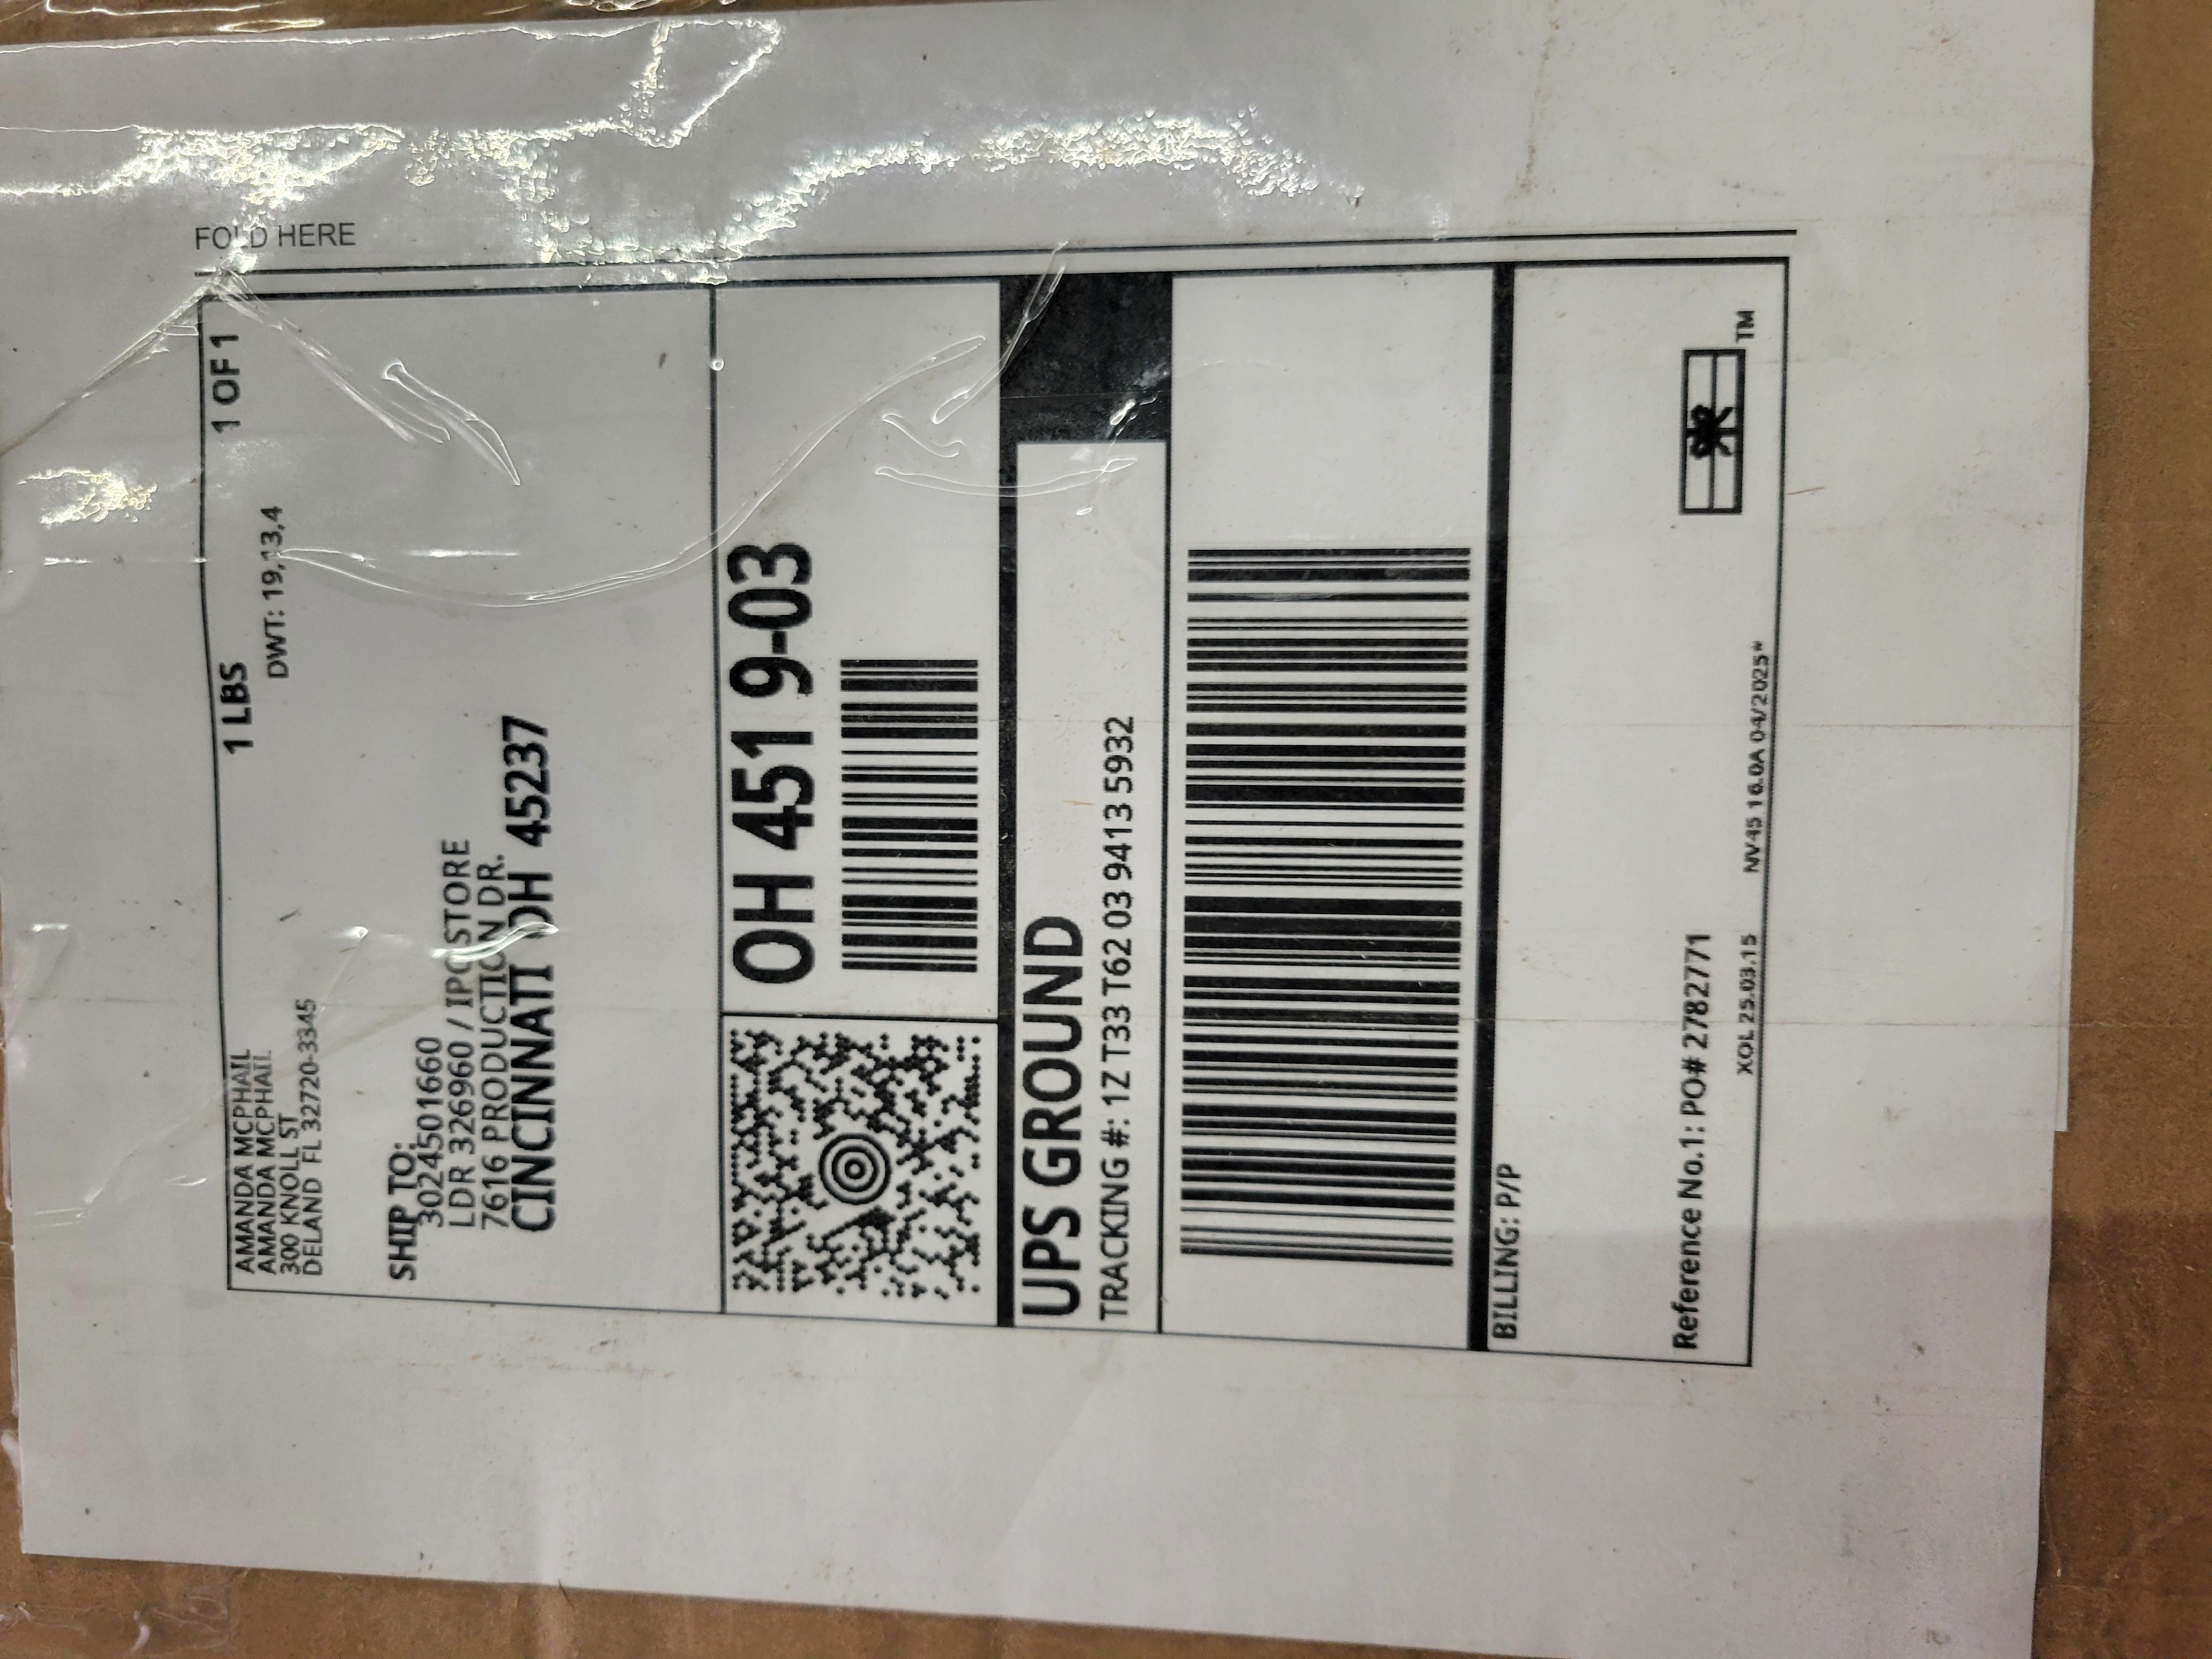 FOLD HERE
AMANDA MCPHAIL
AMANDA MCPHAIL
300 KNOLL ST
DELAND FL 32720-3345
1 LBS
1 OF 1
DWT: 19,13,4
SHIP TO:
3024501660
LDR 326960 / IPG STORE
7616 PRODUCTION DR.
CINCINNATI OH 45237
OH 451 9-03
UPS GROUND
TRACKING #: 1Z T33 T62 03 9413 5932
BILLING: P/P
Reference No.1: PO# 2782771
XOL 25.03.15 NV45 16.0A 04/2025*
TM